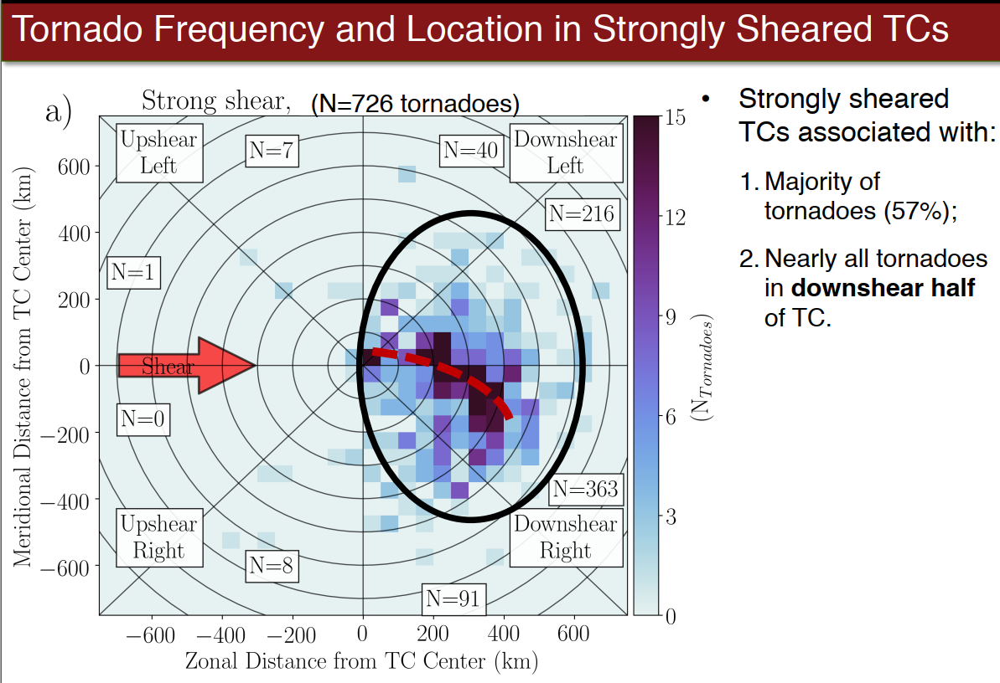 Tornado Frequency and Location in Strongly Sheared TCs
a)
Strong shear, (N=726 tornadoes)
Upshear
Left
N=7
N=40
Downshear
Left
N=216
N=1
Shear
N=0
N=363
Upshear
Right
N=8
N=91
Downshear
Right
600
400
200
0
−200
−400
−600
Meridional Distance from TC Center (km)
−600 −400 −200 0 200 400 600
Zonal Distance from TC Center (km)
15
12
9
6
3
0
(N_Tornadoes)
• Strongly sheared
TCs associated with:
1. Majority of
tornadoes (57%);
2. Nearly all tornadoes
in downshear half
of TC.